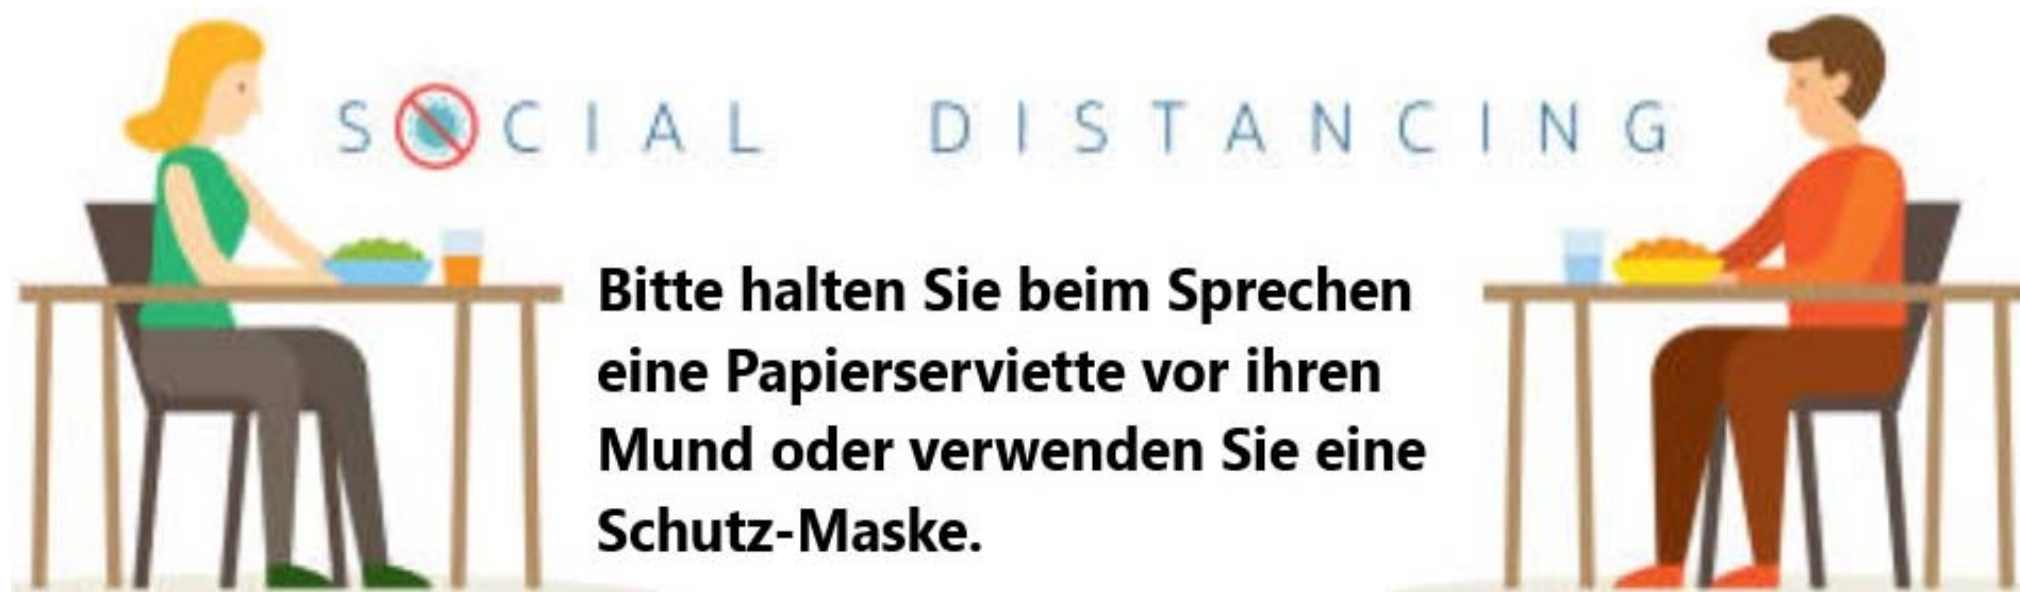 SOCIAL DISTANCING
Bitte halten Sie beim Sprechen
eine Papierserviette vor ihren
Mund oder verwenden Sie eine
Schutz-Maske.